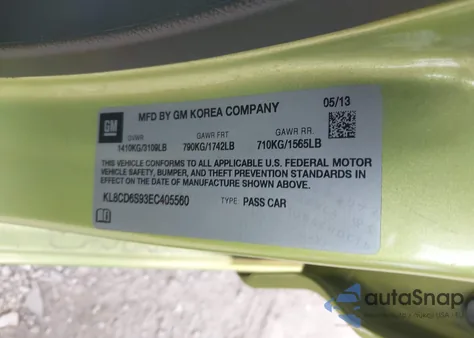 MFD BY GM KOREA COMPANY
05/13
GM
GVWR GAWR FRT. GAWR RR.
1410KG/3109LB 790KG/1742LB 710KG/1565LB
THIS VEHICLE CONFORMS TO ALL APPLICABLE U.S. FEDERAL MOTOR
VEHICLE SAFETY, BUMPER, AND THEFT PREVENTION STANDARDS IN
EFFECT ON THE DATE OF MANUFACTURE SHOWN ABOVE.
KL8CD6S93EC405560 TYPE: PASS CAR
autaSnap